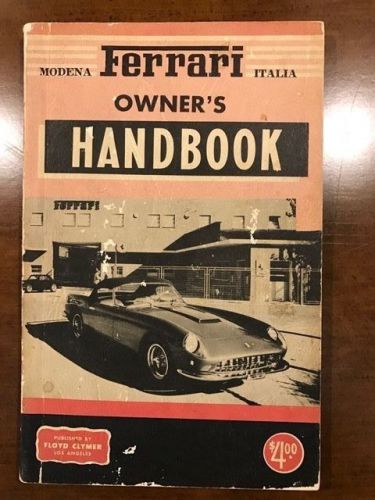 Ferrari
MODENA ITALIA
OWNER'S
HANDBOOK
FERRARI
PUBLISHED BY
FLOYD CLYMER
LOS ANGELES
$4.00